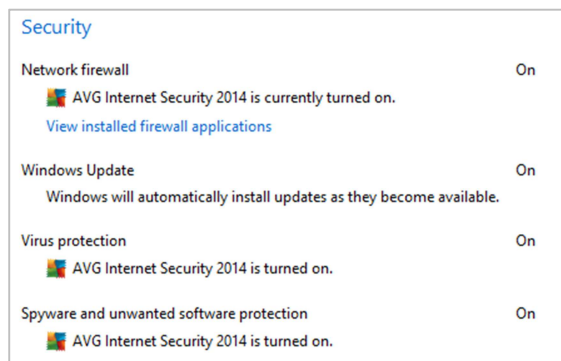 Security
Network firewall On
AVG Internet Security 2014 is currently turned on.
View installed firewall applications
Windows Update On
Windows will automatically install updates as they become available.
Virus protection On
AVG Internet Security 2014 is turned on.
Spyware and unwanted software protection On
AVG Internet Security 2014 is turned on.